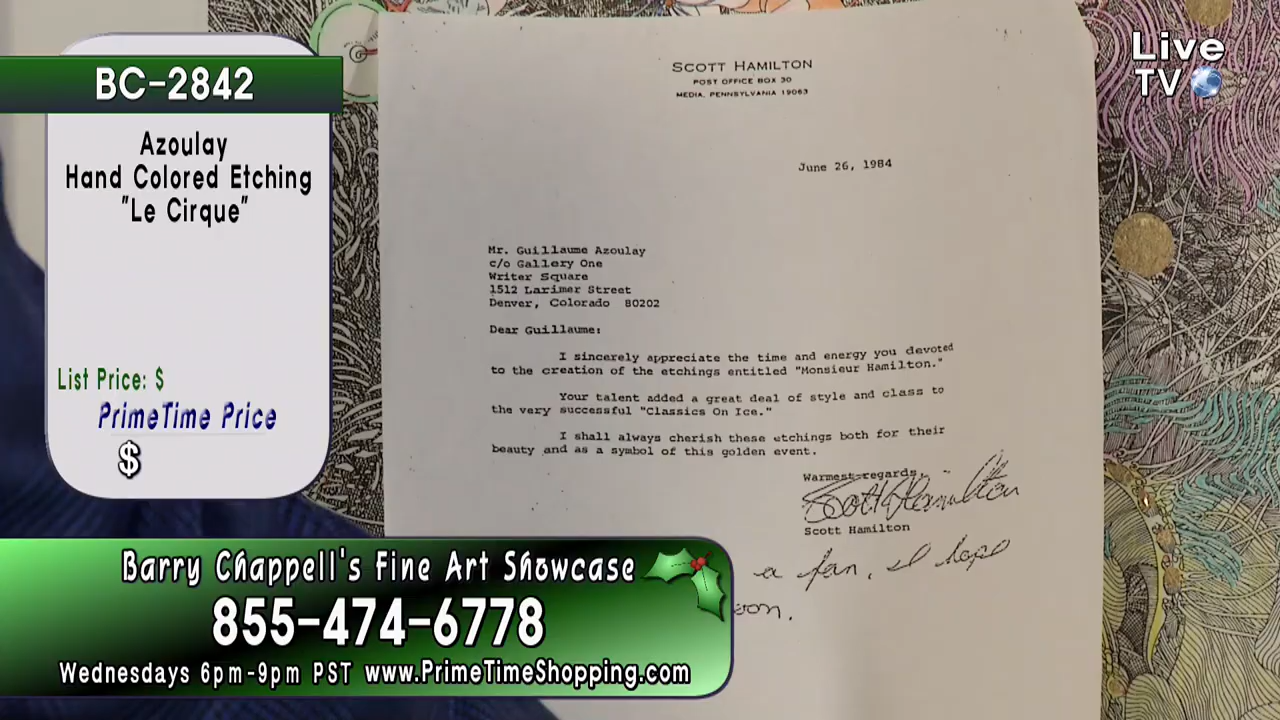 BC-2842
Azoulay
Hand Colored Etching
"Le Cirque"
List Price: $
PrimeTime Price
$
Live
TV
SCOTT HAMILTON
POST OFFICE BOX 30
MEDIA, PENNSYLVANIA 19063
June 26, 1984
Mr. Guillaume Azoulay
c/o Gallery One
Writer Square
1512 Larimer Street
Denver, Colorado 80202
Dear Guillaume:
I sincerely appreciate the time and energy you devoted
to the creation of the etchings entitled "Monsieur Hamilton."
Your talent added a great deal of style and class to
the very successful "Classics On Ice."
I shall always cherish these etchings both for their
beauty and as a symbol of this golden event.
Warmest regards,
Scott Hamilton
Scott Hamilton
a fan, I hope
soon.
Barry Chappell's Fine Art Showcase
855-474-6778
Wednesdays 6pm-9pm PST www.PrimeTimeShopping.com